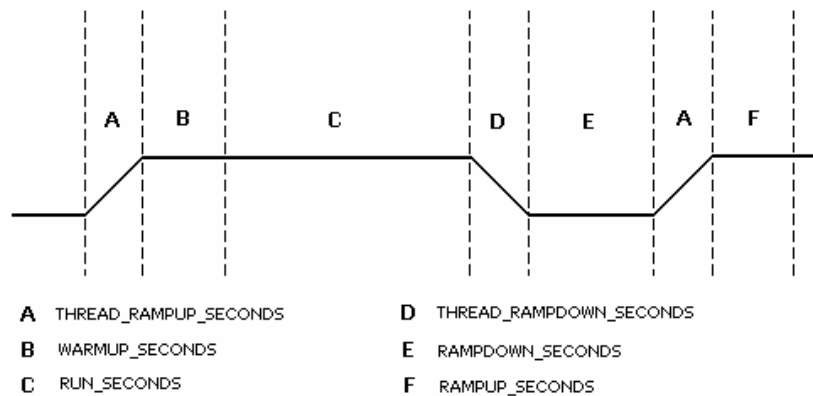 A B C D E A F
A THREAD_RAMPUP_SECONDS
B WARMUP_SECONDS
C RUN_SECONDS
D THREAD_RAMPDOWN_SECONDS
E RAMPDOWN_SECONDS
F RAMPUP_SECONDS